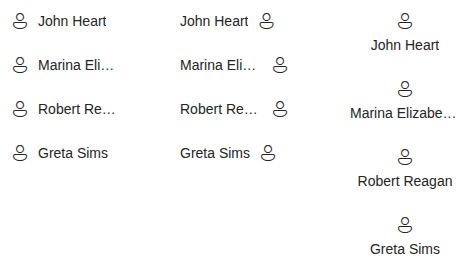 John Heart
Marina Eli…
Robert Re…
Greta Sims
John Heart
Marina Eli…
Robert Re…
Greta Sims
John Heart
Marina Elizabe…
Robert Reagan
Greta Sims